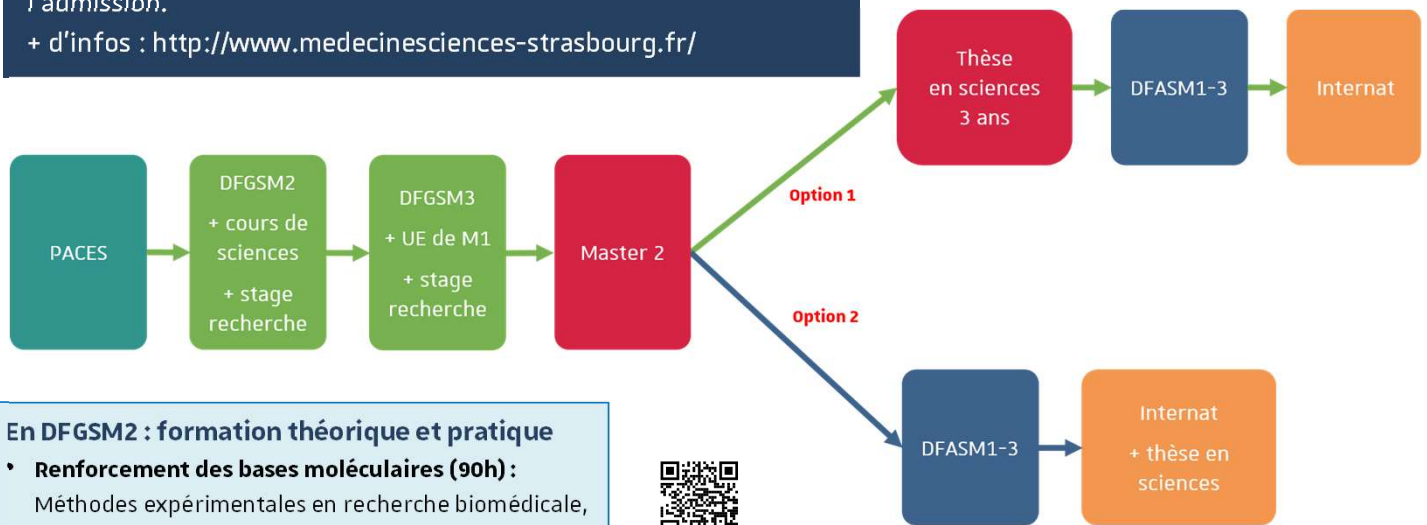 l'admission.
+ d'infos : http://www.medecinesciences-strasbourg.fr/
PACES
DFGSM2
+ cours de
sciences
+ stage
recherche
DFGSM3
+ UE de M1
+ stage
recherche
Master 2
Option 1
Thèse
en sciences
3 ans
DFASM1-3
Internat
Option 2
DFASM1-3
Internat
+ thèse en
sciences
En DFGSM2 : formation théorique et pratique
• Renforcement des bases moléculaires (90h) :
Méthodes expérimentales en recherche biomédicale,